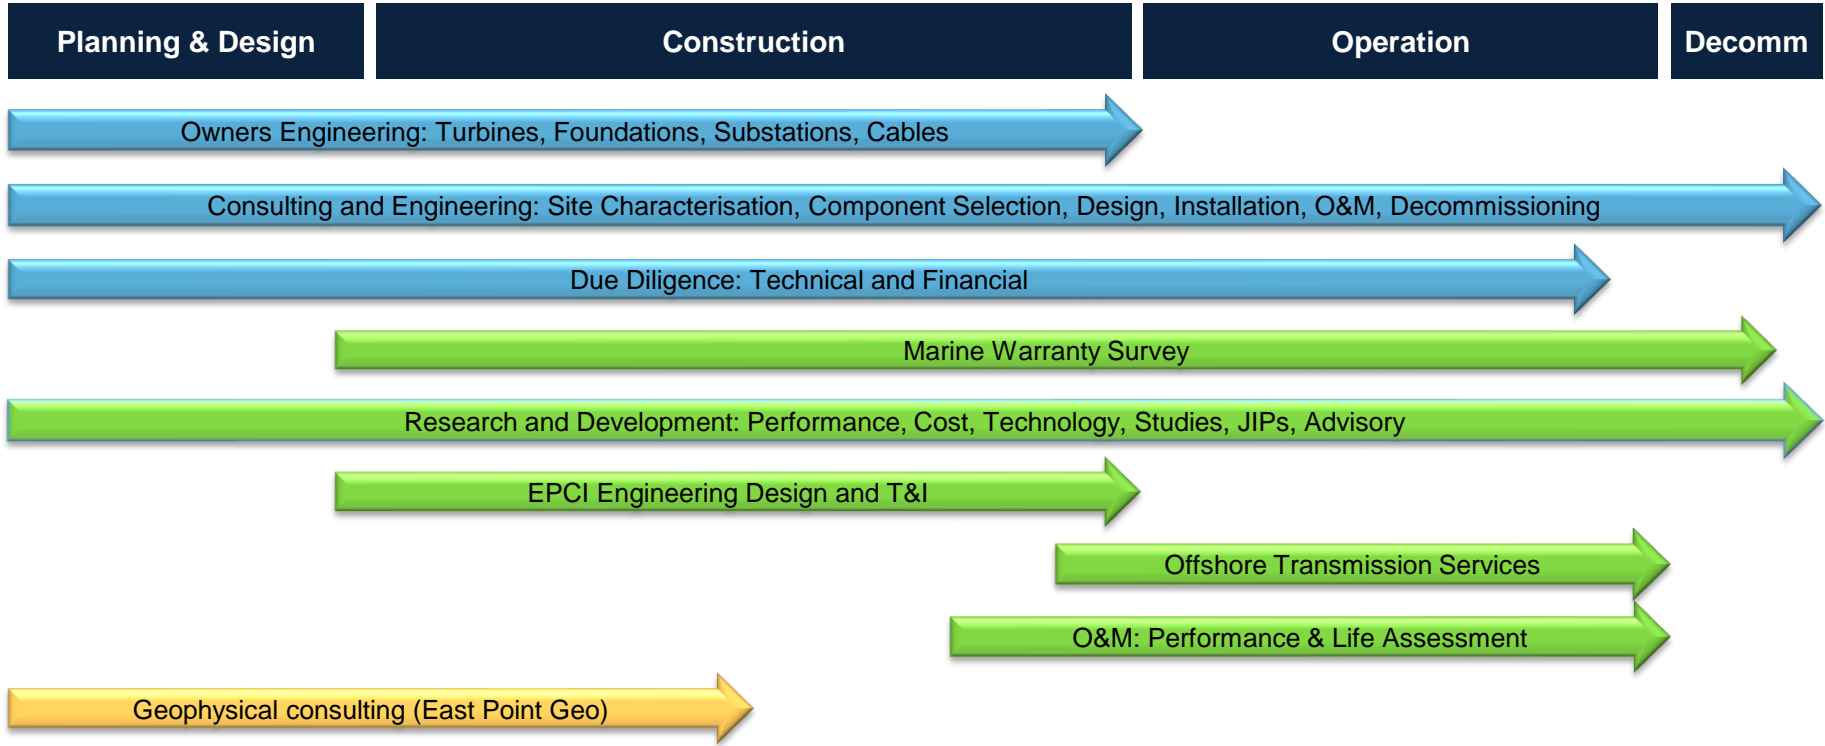 Planning & Design
Construction
Operation
Decomm
Owners Engineering: Turbines, Foundations, Substations, Cables
Consulting and Engineering: Site Characterisation, Component Selection, Design, Installation, O&M, Decommissioning
Due Diligence: Technical and Financial
Marine Warranty Survey
Research and Development: Performance, Cost, Technology, Studies, JIPs, Advisory
EPCI Engineering Design and T&I
Offshore Transmission Services
O&M: Performance & Life Assessment
Geophysical consulting (East Point Geo)